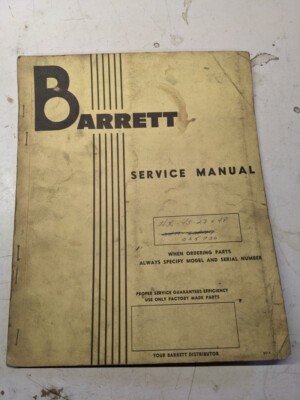 BARRETT
SERVICE MANUAL
WHEN ORDERING PARTS
ALWAYS SPECIFY MODEL AND SERIAL NUMBER
PROPER SERVICE GUARANTEES EFFICIENCY
USE ONLY FACTORY MADE PARTS
YOUR BARRETT DISTRIBUTOR